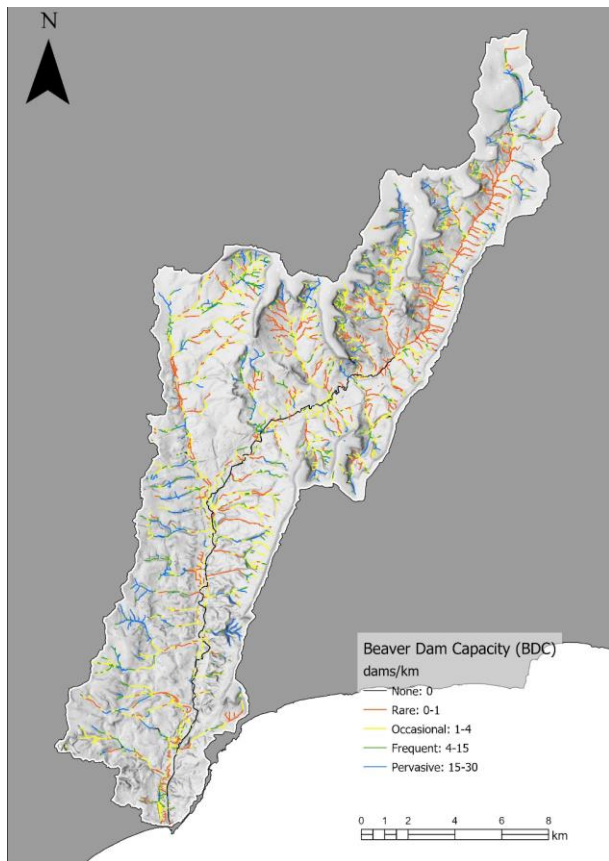 N
Beaver Dam Capacity (BDC)
dams/km
None: 0
Rare: 0-1
Occasional: 1-4
Frequent: 4-15
Pervasive: 15-30
0 1 2 4 6 8
km